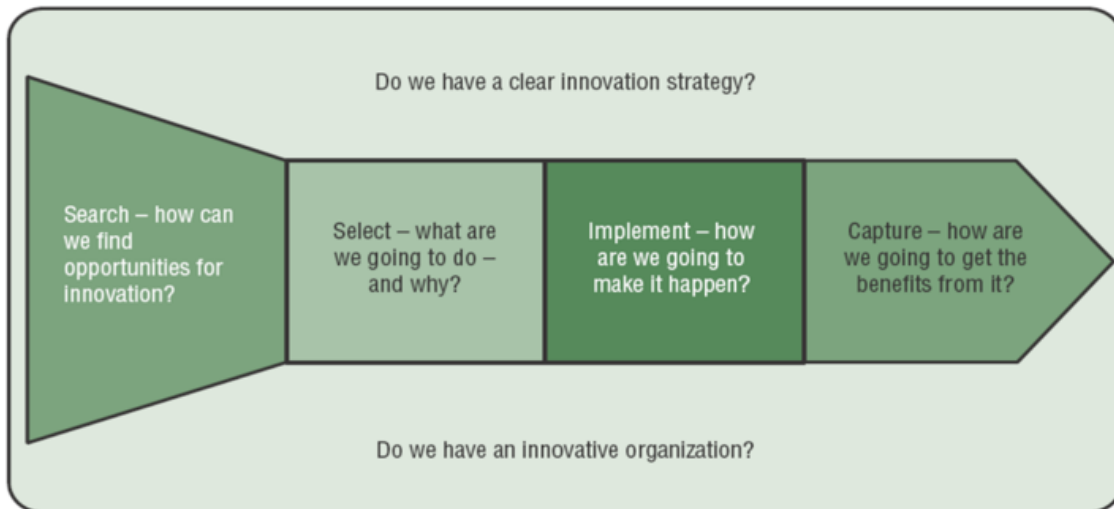 Do we have a clear innovation strategy?
Search – how can
we find
opportunities for
innovation?
Select – what are
we going to do –
and why?
Implement – how
are we going to
make it happen?
Capture – how are
we going to get the
benefits from it?
Do we have an innovative organization?